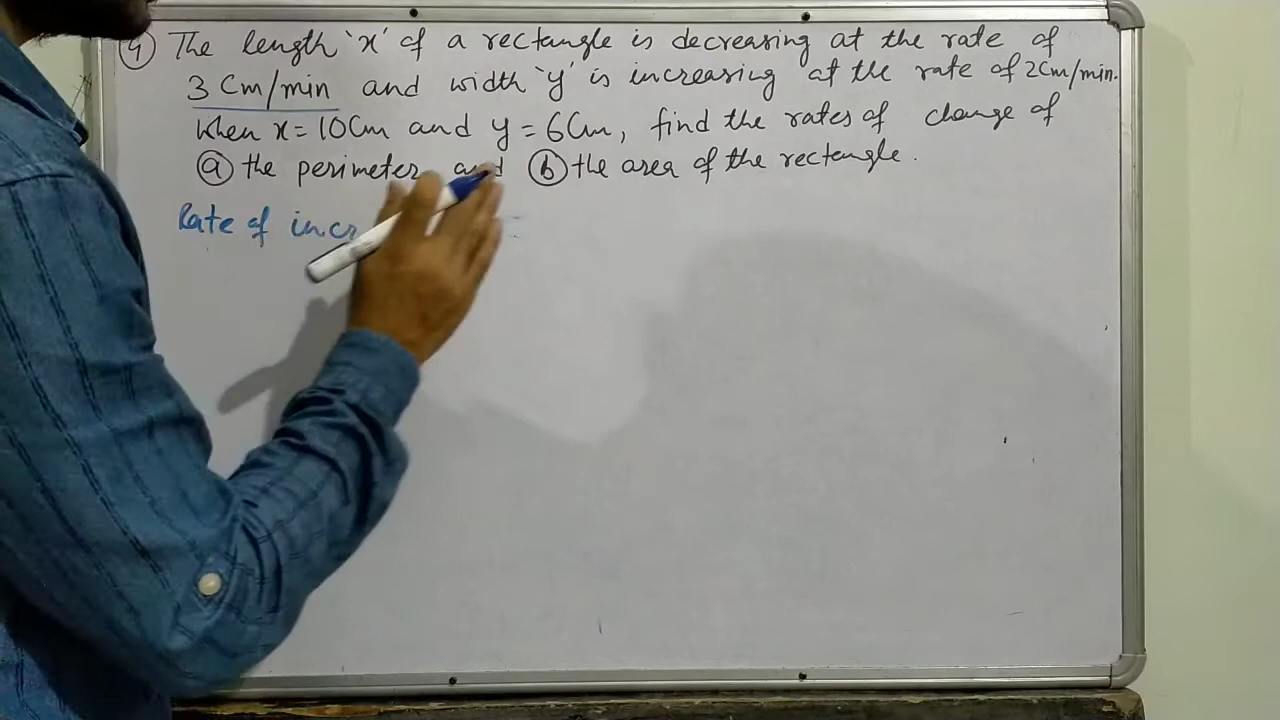 ④ The length 'x' of a rectangle is decreasing at the rate of
3 Cm/min and width 'y' is increasing at the rate of 2Cm/min.
When x = 10Cm and y = 6Cm, find the rates of change of
ⓐ the perimeter and ⓑ the area of the rectangle.
Rate of incr =